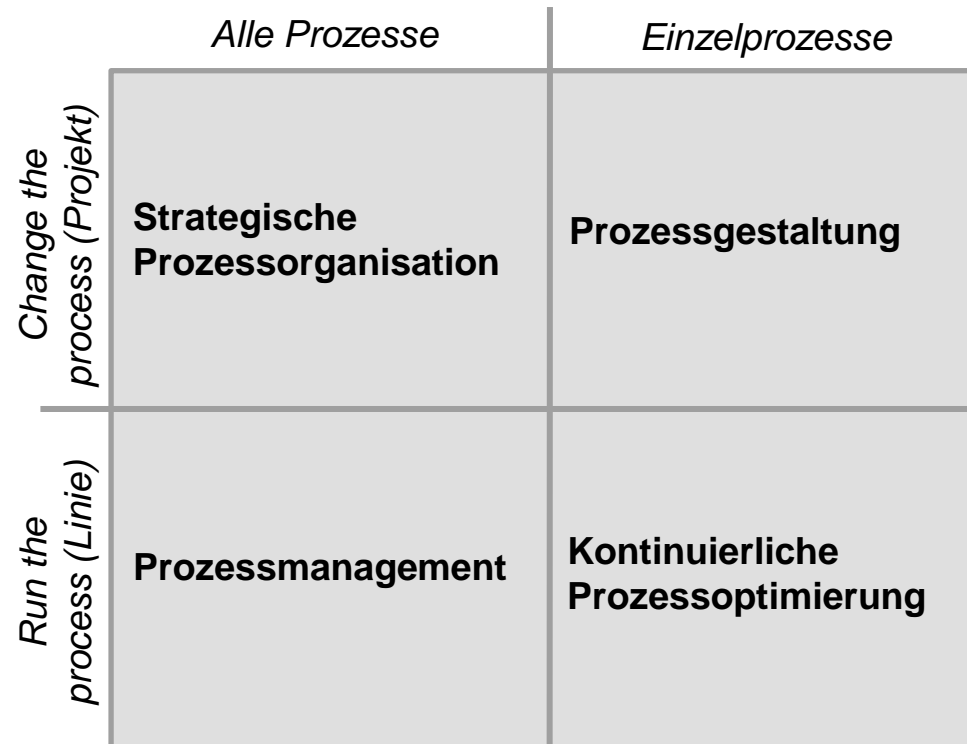 Alle Prozesse
Einzelprozesse
Change the
process (Projekt)
Strategische
Prozessorganisation
Prozessgestaltung
Run the
process (Linie)
Prozessmanagement
Kontinuierliche
Prozessoptimierung